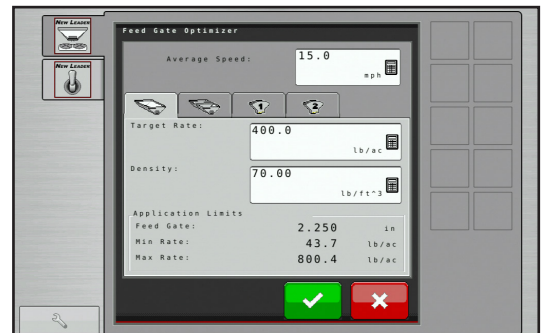 NEW LEADER
NEW LEADER
Feed Gate Optimizer
Average Speed:
15.0
mph
1
2
Target Rate:
400.0
lb/ac
Density:
70.00
lb/ft^3
Application Limits
Feed Gate: 2.250 in
Min Rate: 43.7 lb/ac
Max Rate: 800.4 lb/ac